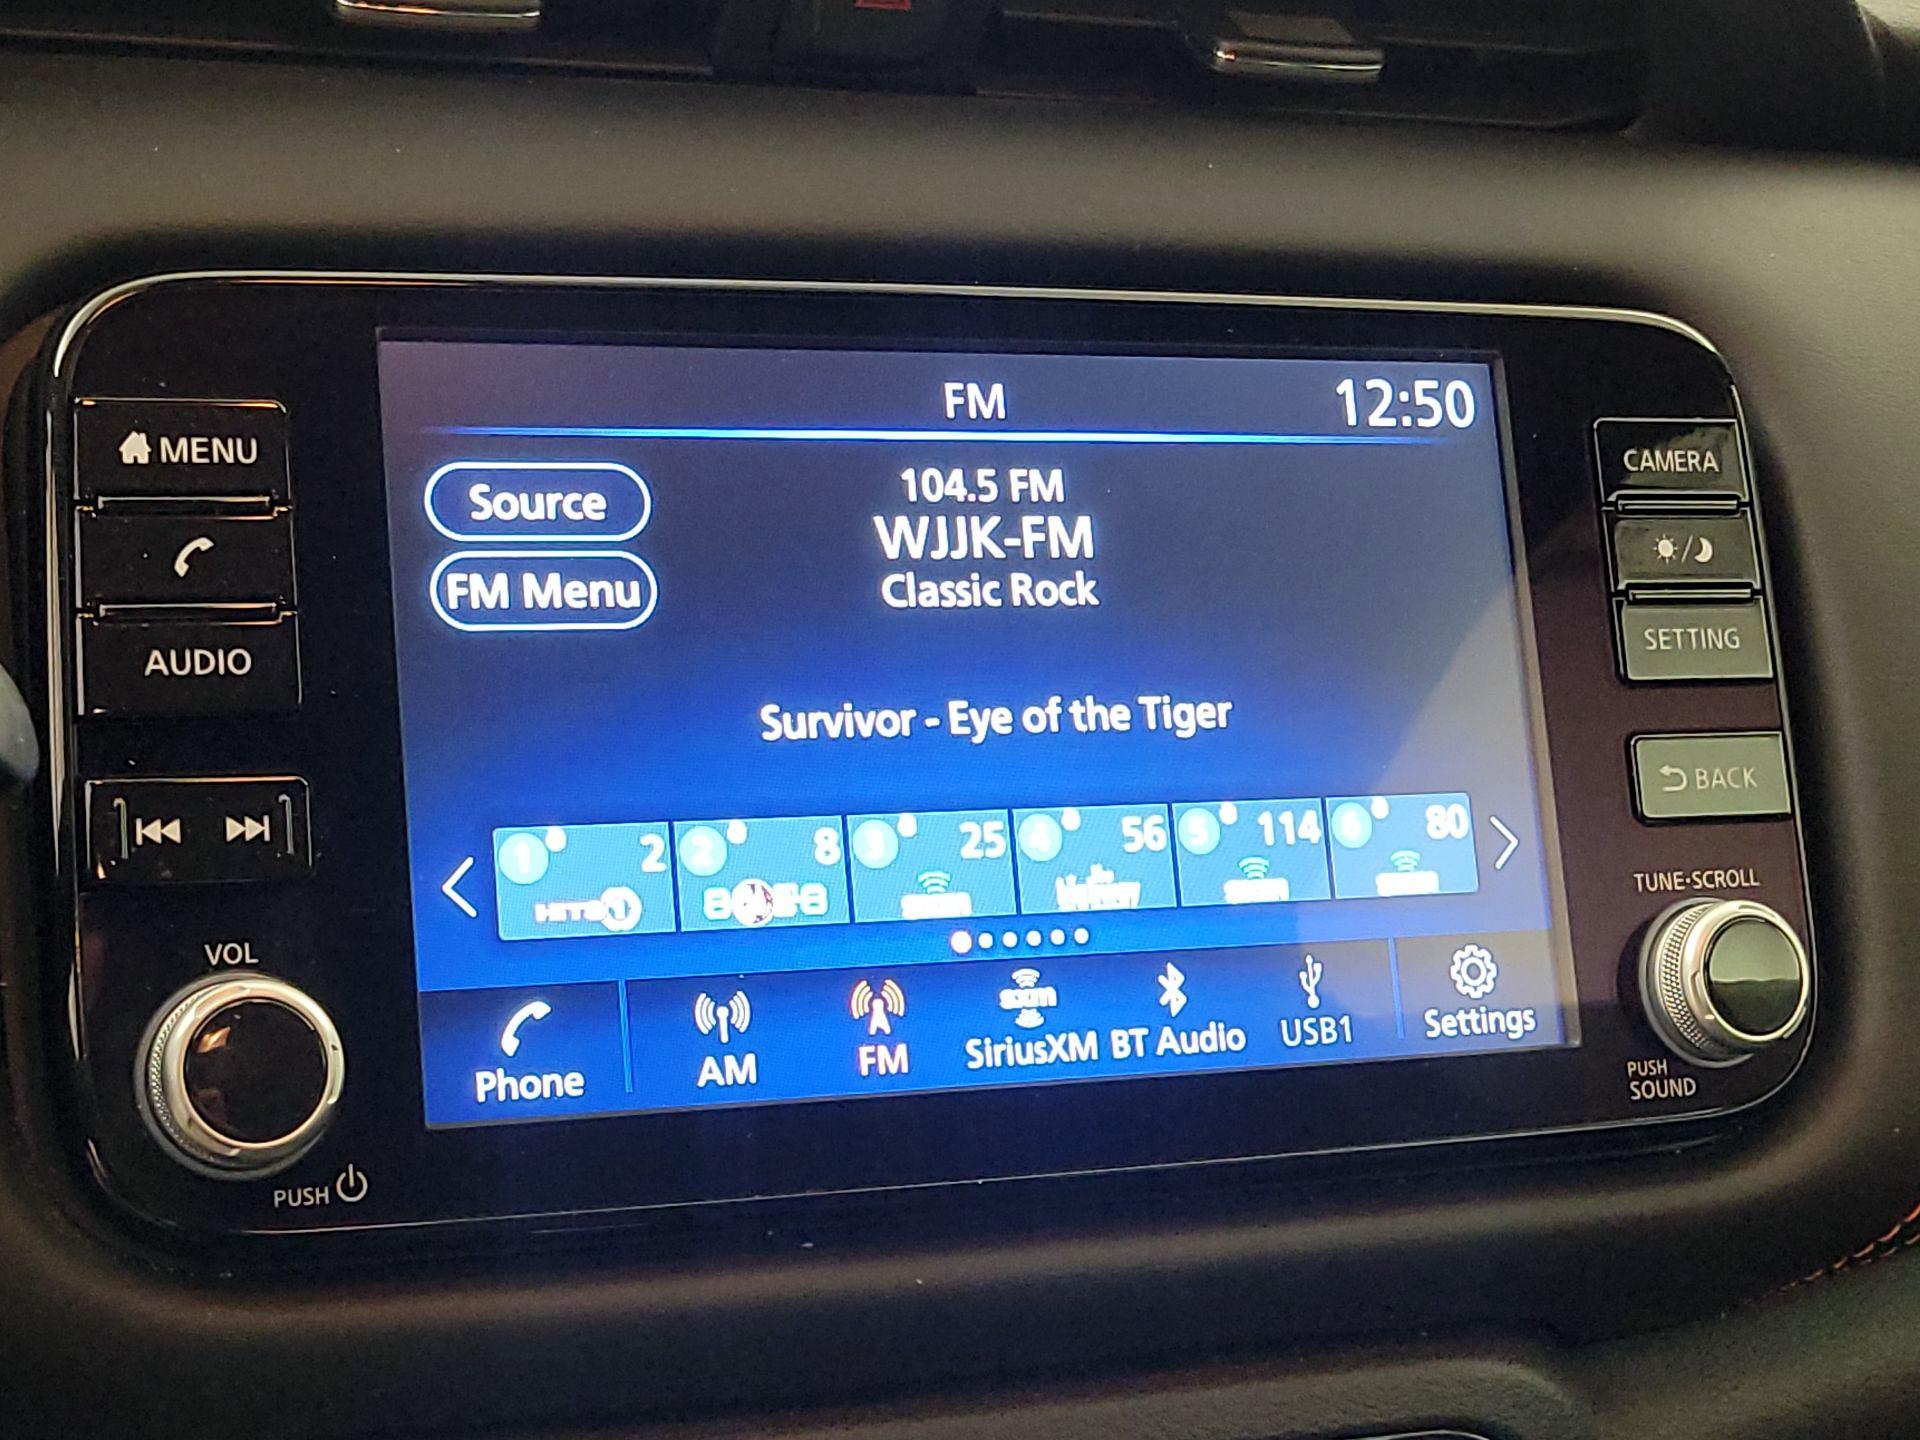 FM
12:50
MENU
Source
104.5 FM
WJJK-FM
FM Menu
Classic Rock
AUDIO
Survivor - Eye of the Tiger
CAMERA
SETTING
BACK
1 2
2 8
3 25
4 56
5 114
6 80
HITS 1
VOL
PUSH
Phone
AM
FM
SiriusXM
BT Audio
USB1
Settings
TUNE·SCROLL
PUSH
SOUND